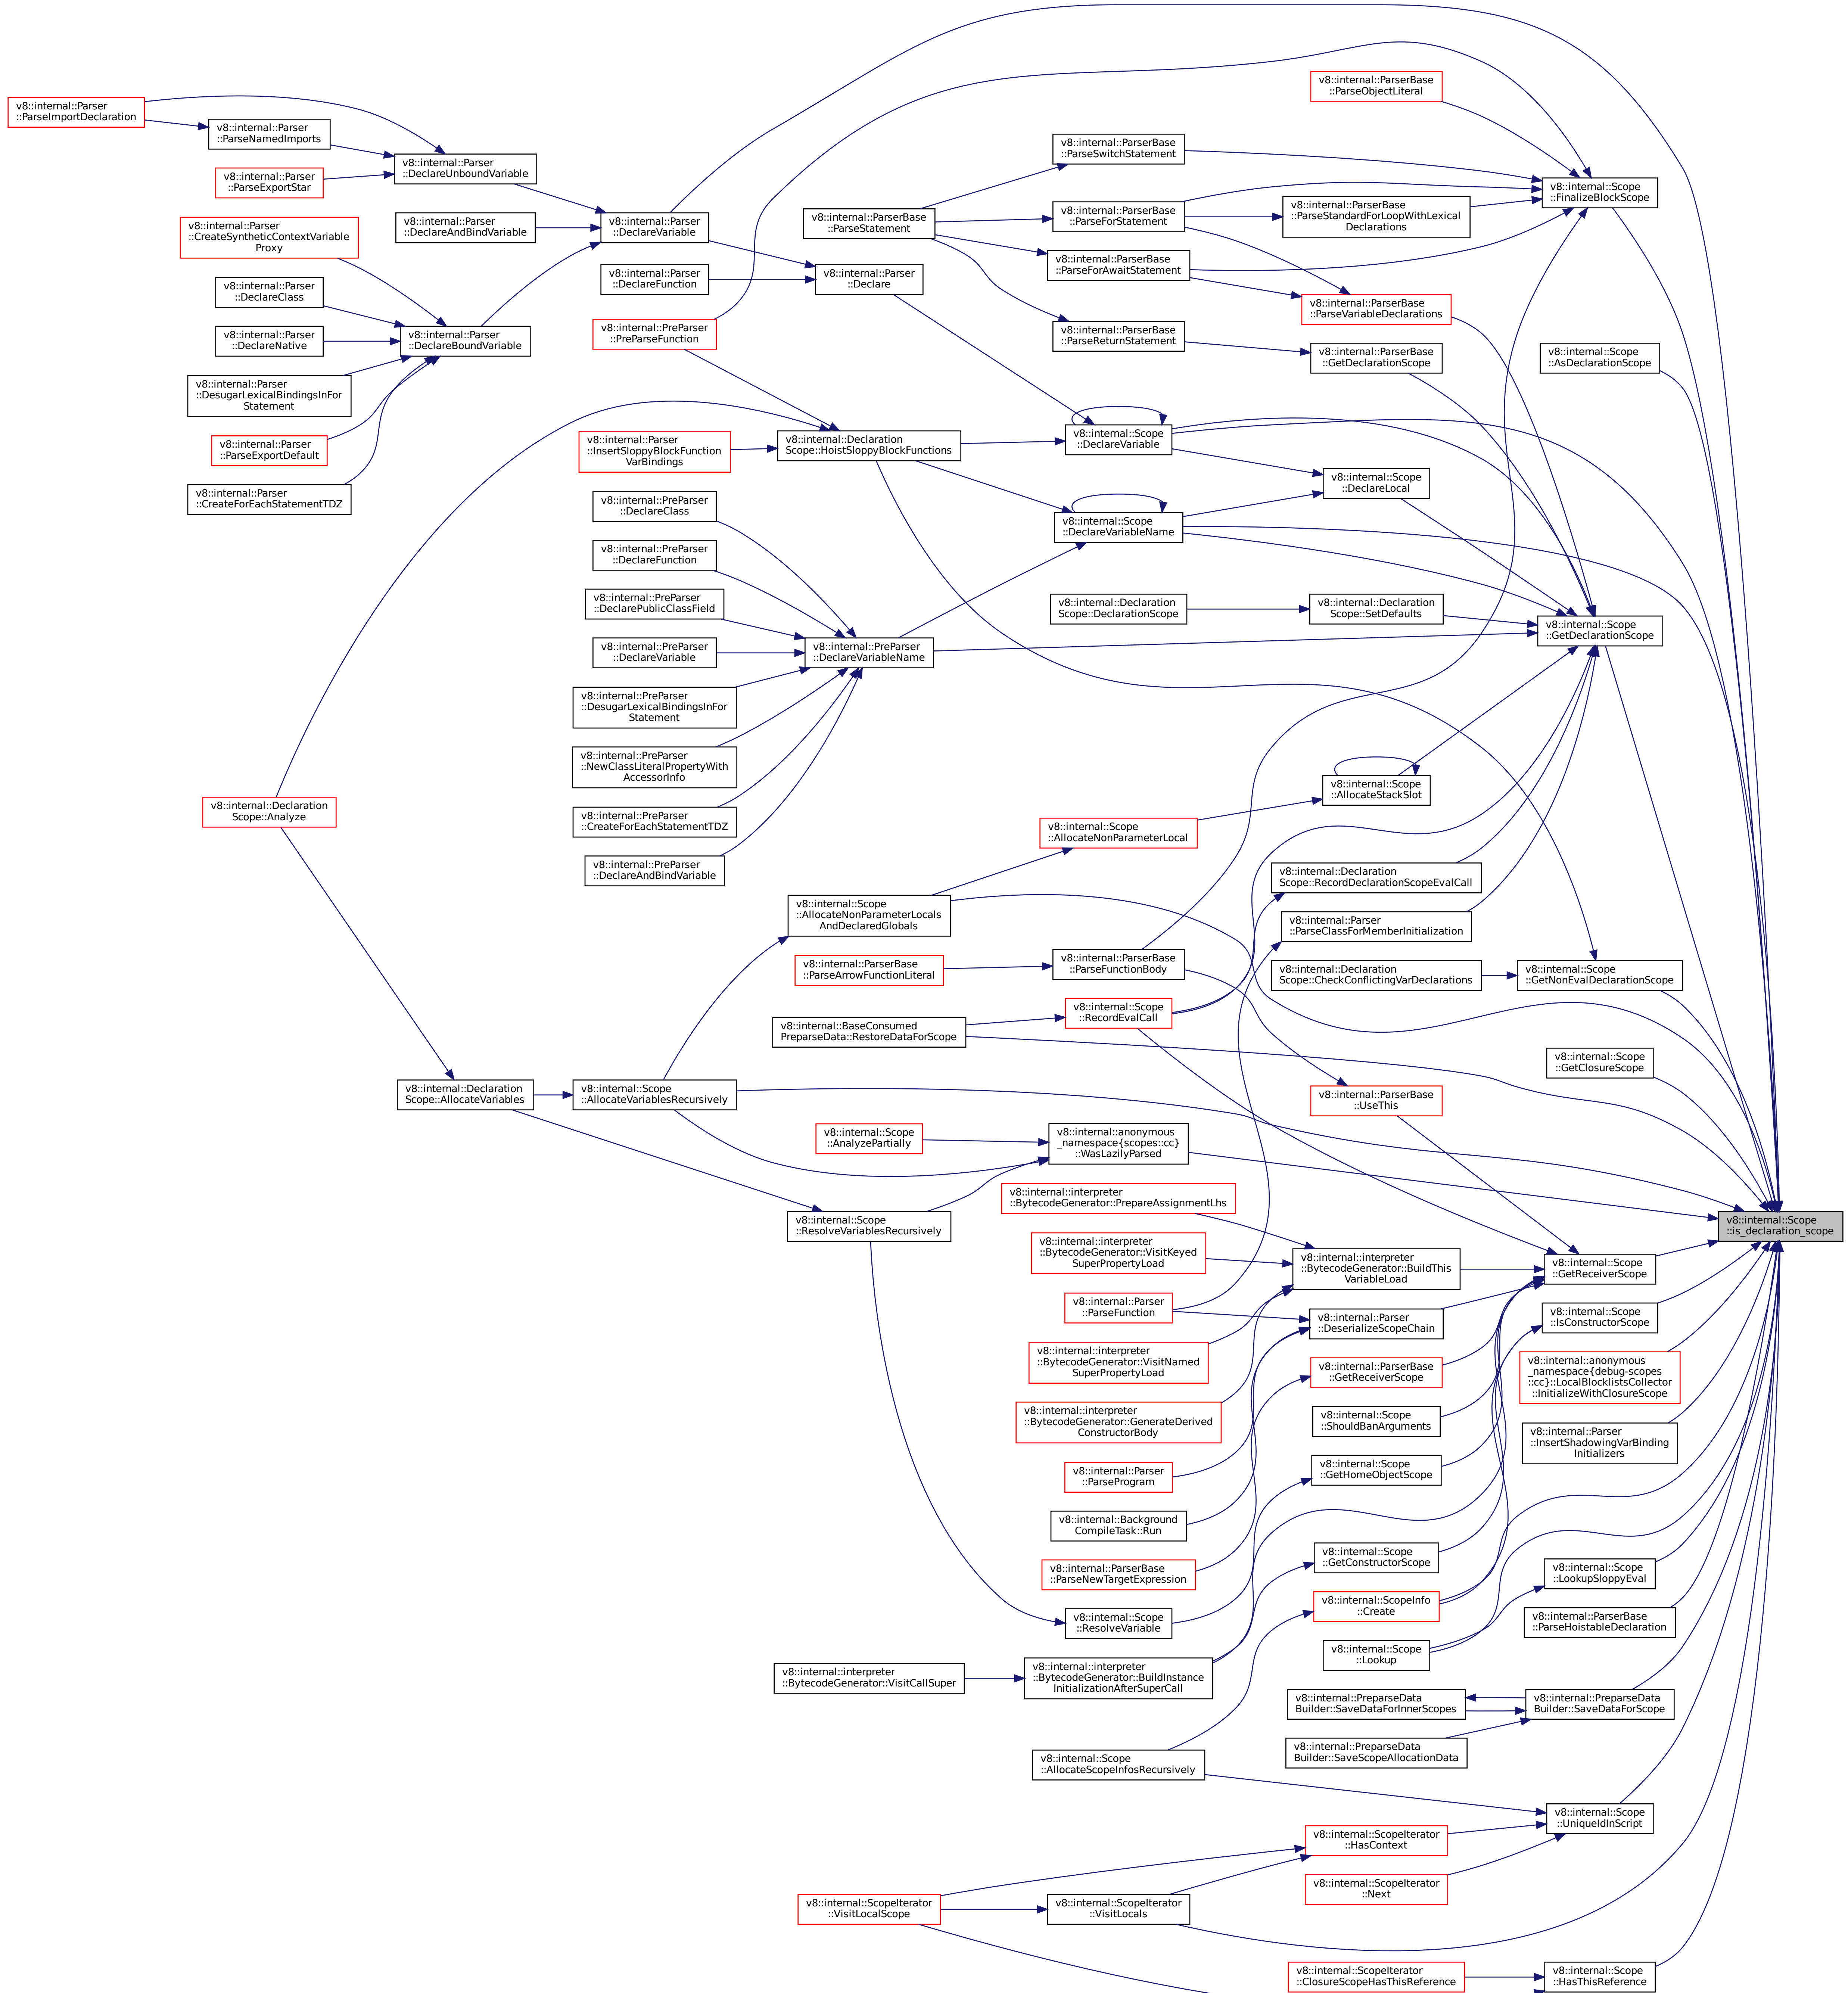 v8::internal::Parser
::ParseImportDeclaration
v8::internal::Parser
::ParseNamedImports
v8::internal::Parser
::ParseExportStar
v8::internal::Parser
::CreateSyntheticContextVariable
Proxy
v8::internal::Parser
::DeclareClass
v8::internal::Parser
::DeclareNative
v8::internal::Parser
::DesugarLexicalBindingsInFor
Statement
v8::internal::Parser
::ParseExportDefault
v8::internal::Parser
::CreateForEachStatementTDZ
v8::internal::Declaration
Scope::Analyze
v8::internal::Parser
::DeclareUnboundVariable
v8::internal::Parser
::DeclareAndBindVariable
v8::internal::Parser
::DeclareBoundVariable
v8::internal::Declaration
Scope::AllocateVariables
v8::internal::Parser
::DeclareVariable
v8::internal::Parser
::DeclareFunction
v8::internal::PreParser
::PreParseFunction
v8::internal::Parser
::InsertSloppyBlockFunction
VarBindings
v8::internal::PreParser
::DeclareClass
v8::internal::PreParser
::DeclareFunction
v8::internal::PreParser
::DeclarePublicClassField
v8::internal::PreParser
::DeclareVariable
v8::internal::PreParser
::DesugarLexicalBindingsInFor
Statement
v8::internal::PreParser
::NewClassLiteralPropertyWith
AccessorInfo
v8::internal::PreParser
::CreateForEachStatementTDZ
v8::internal::PreParser
::DeclareAndBindVariable
v8::internal::Scope
::AllocateVariablesRecursively
v8::internal::ParserBase
::ParseStatement
v8::internal::Parser
::Declare
v8::internal::Declaration
Scope::HoistSloppyBlockFunctions
v8::internal::PreParser
::DeclareVariableName
v8::internal::Scope
::AllocateNonParameterLocals
AndDeclaredGlobals
v8::internal::ParserBase
::ParseArrowFunctionLiteral
v8::internal::BaseConsumed
PreparseData::RestoreDataForScope
v8::internal::Scope
::AnalyzePartially
v8::internal::Scope
::ResolveVariablesRecursively
v8::internal::interpreter
::BytecodeGenerator::VisitCallSuper
v8::internal::ScopeIterator
::VisitLocalScope
v8::internal::ParserBase
::ParseSwitchStatement
v8::internal::ParserBase
::ParseForStatement
v8::internal::ParserBase
::ParseForAwaitStatement
v8::internal::ParserBase
::ParseReturnStatement
v8::internal::Scope
::DeclareVariable
v8::internal::Scope
::DeclareVariableName
v8::internal::Declaration
Scope::DeclarationScope
v8::internal::Scope
::AllocateNonParameterLocal
v8::internal::ParserBase
::ParseFunctionBody
v8::internal::Scope
::RecordEvalCall
v8::internal::anonymous
_namespace{scopes::cc}
::WasLazilyParsed
v8::internal::interpreter
::BytecodeGenerator::PrepareAssignmentLhs
v8::internal::interpreter
::BytecodeGenerator::VisitKeyed
SuperPropertyLoad
v8::internal::Parser
::ParseFunction
v8::internal::interpreter
::BytecodeGenerator::VisitNamed
SuperPropertyLoad
v8::internal::interpreter
::BytecodeGenerator::GenerateDerived
ConstructorBody
v8::internal::Parser
::ParseProgram
v8::internal::Background
CompileTask::Run
v8::internal::ParserBase
::ParseNewTargetExpression
v8::internal::Scope
::ResolveVariable
v8::internal::interpreter
::BytecodeGenerator::BuildInstance
InitializationAfterSuperCall
v8::internal::Scope
::AllocateScopeInfosRecursively
v8::internal::ScopeIterator
::VisitLocals
v8::internal::ParserBase
::ParseObjectLiteral
v8::internal::ParserBase
::ParseStandardForLoopWithLexical
Declarations
v8::internal::ParserBase
::ParseVariableDeclarations
v8::internal::ParserBase
::GetDeclarationScope
v8::internal::Scope
::DeclareLocal
v8::internal::Declaration
Scope::SetDefaults
v8::internal::Scope
::AllocateStackSlot
v8::internal::Declaration
Scope::RecordDeclarationScopeEvalCall
v8::internal::Parser
::ParseClassForMemberInitialization
v8::internal::Declaration
Scope::CheckConflictingVarDeclarations
v8::internal::ParserBase
::UseThis
v8::internal::interpreter
::BytecodeGenerator::BuildThis
VariableLoad
v8::internal::Parser
::DeserializeScopeChain
v8::internal::ParserBase
::GetReceiverScope
v8::internal::Scope
::ShouldBanArguments
v8::internal::Scope
::GetHomeObjectScope
v8::internal::Scope
::GetConstructorScope
v8::internal::ScopeInfo
::Create
v8::internal::Scope
::Lookup
v8::internal::PreparseData
Builder::SaveDataForInnerScopes
v8::internal::PreparseData
Builder::SaveScopeAllocationData
v8::internal::ScopeIterator
::HasContext
v8::internal::ScopeIterator
::Next
v8::internal::ScopeIterator
::ClosureScopeHasThisReference
v8::internal::Scope
::FinalizeBlockScope
v8::internal::Scope
::AsDeclarationScope
v8::internal::Scope
::GetDeclarationScope
v8::internal::Scope
::GetNonEvalDeclarationScope
v8::internal::Scope
::GetClosureScope
v8::internal::Scope
::GetReceiverScope
v8::internal::Scope
::IsConstructorScope
v8::internal::anonymous
_namespace{debug-scopes
::cc}::LocalBlocklistsCollector
::InitializeWithClosureScope
v8::internal::Parser
::InsertShadowingVarBinding
Initializers
v8::internal::Scope
::LookupSloppyEval
v8::internal::ParserBase
::ParseHoistableDeclaration
v8::internal::PreparseData
Builder::SaveDataForScope
v8::internal::Scope
::UniqueIdInScript
v8::internal::Scope
::HasThisReference
v8::internal::Scope
::is_declaration_scope